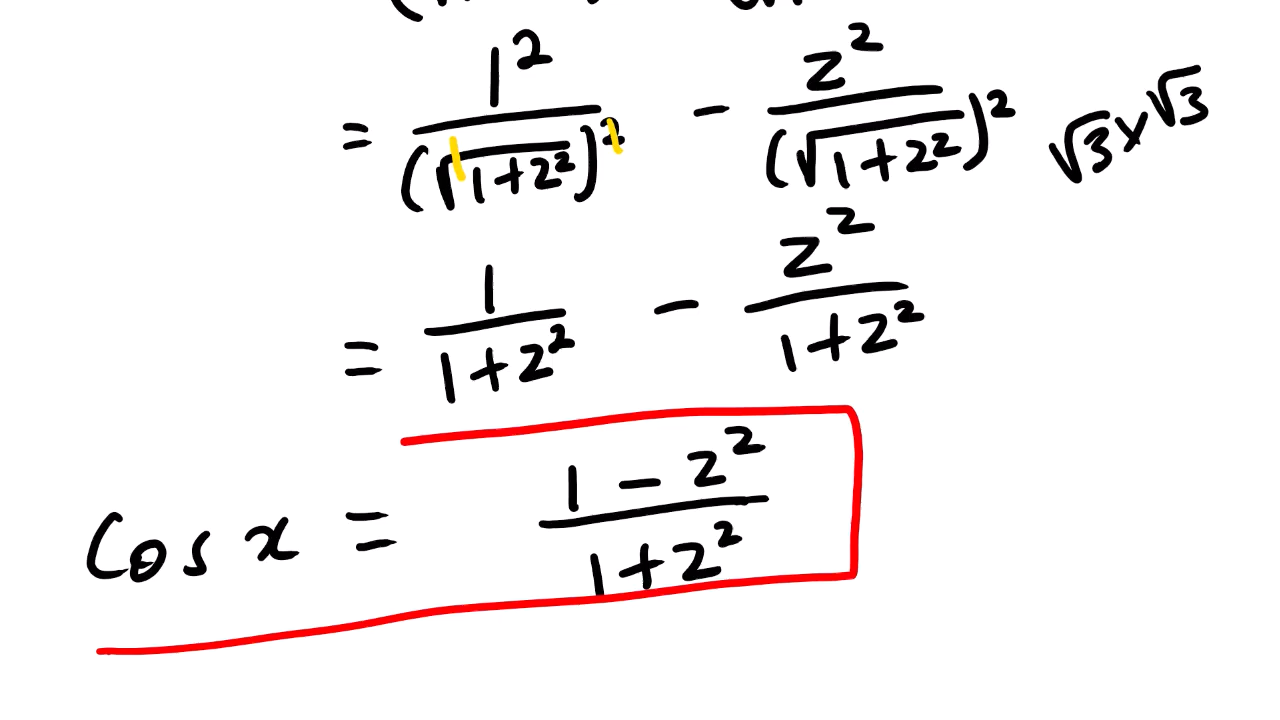 = 1² / (√1+z²)² - z² / (√1+z²)² √3 × √3
= 1 / 1+z² - z² / 1+z²
Cos x = 1 - z² / 1+z²